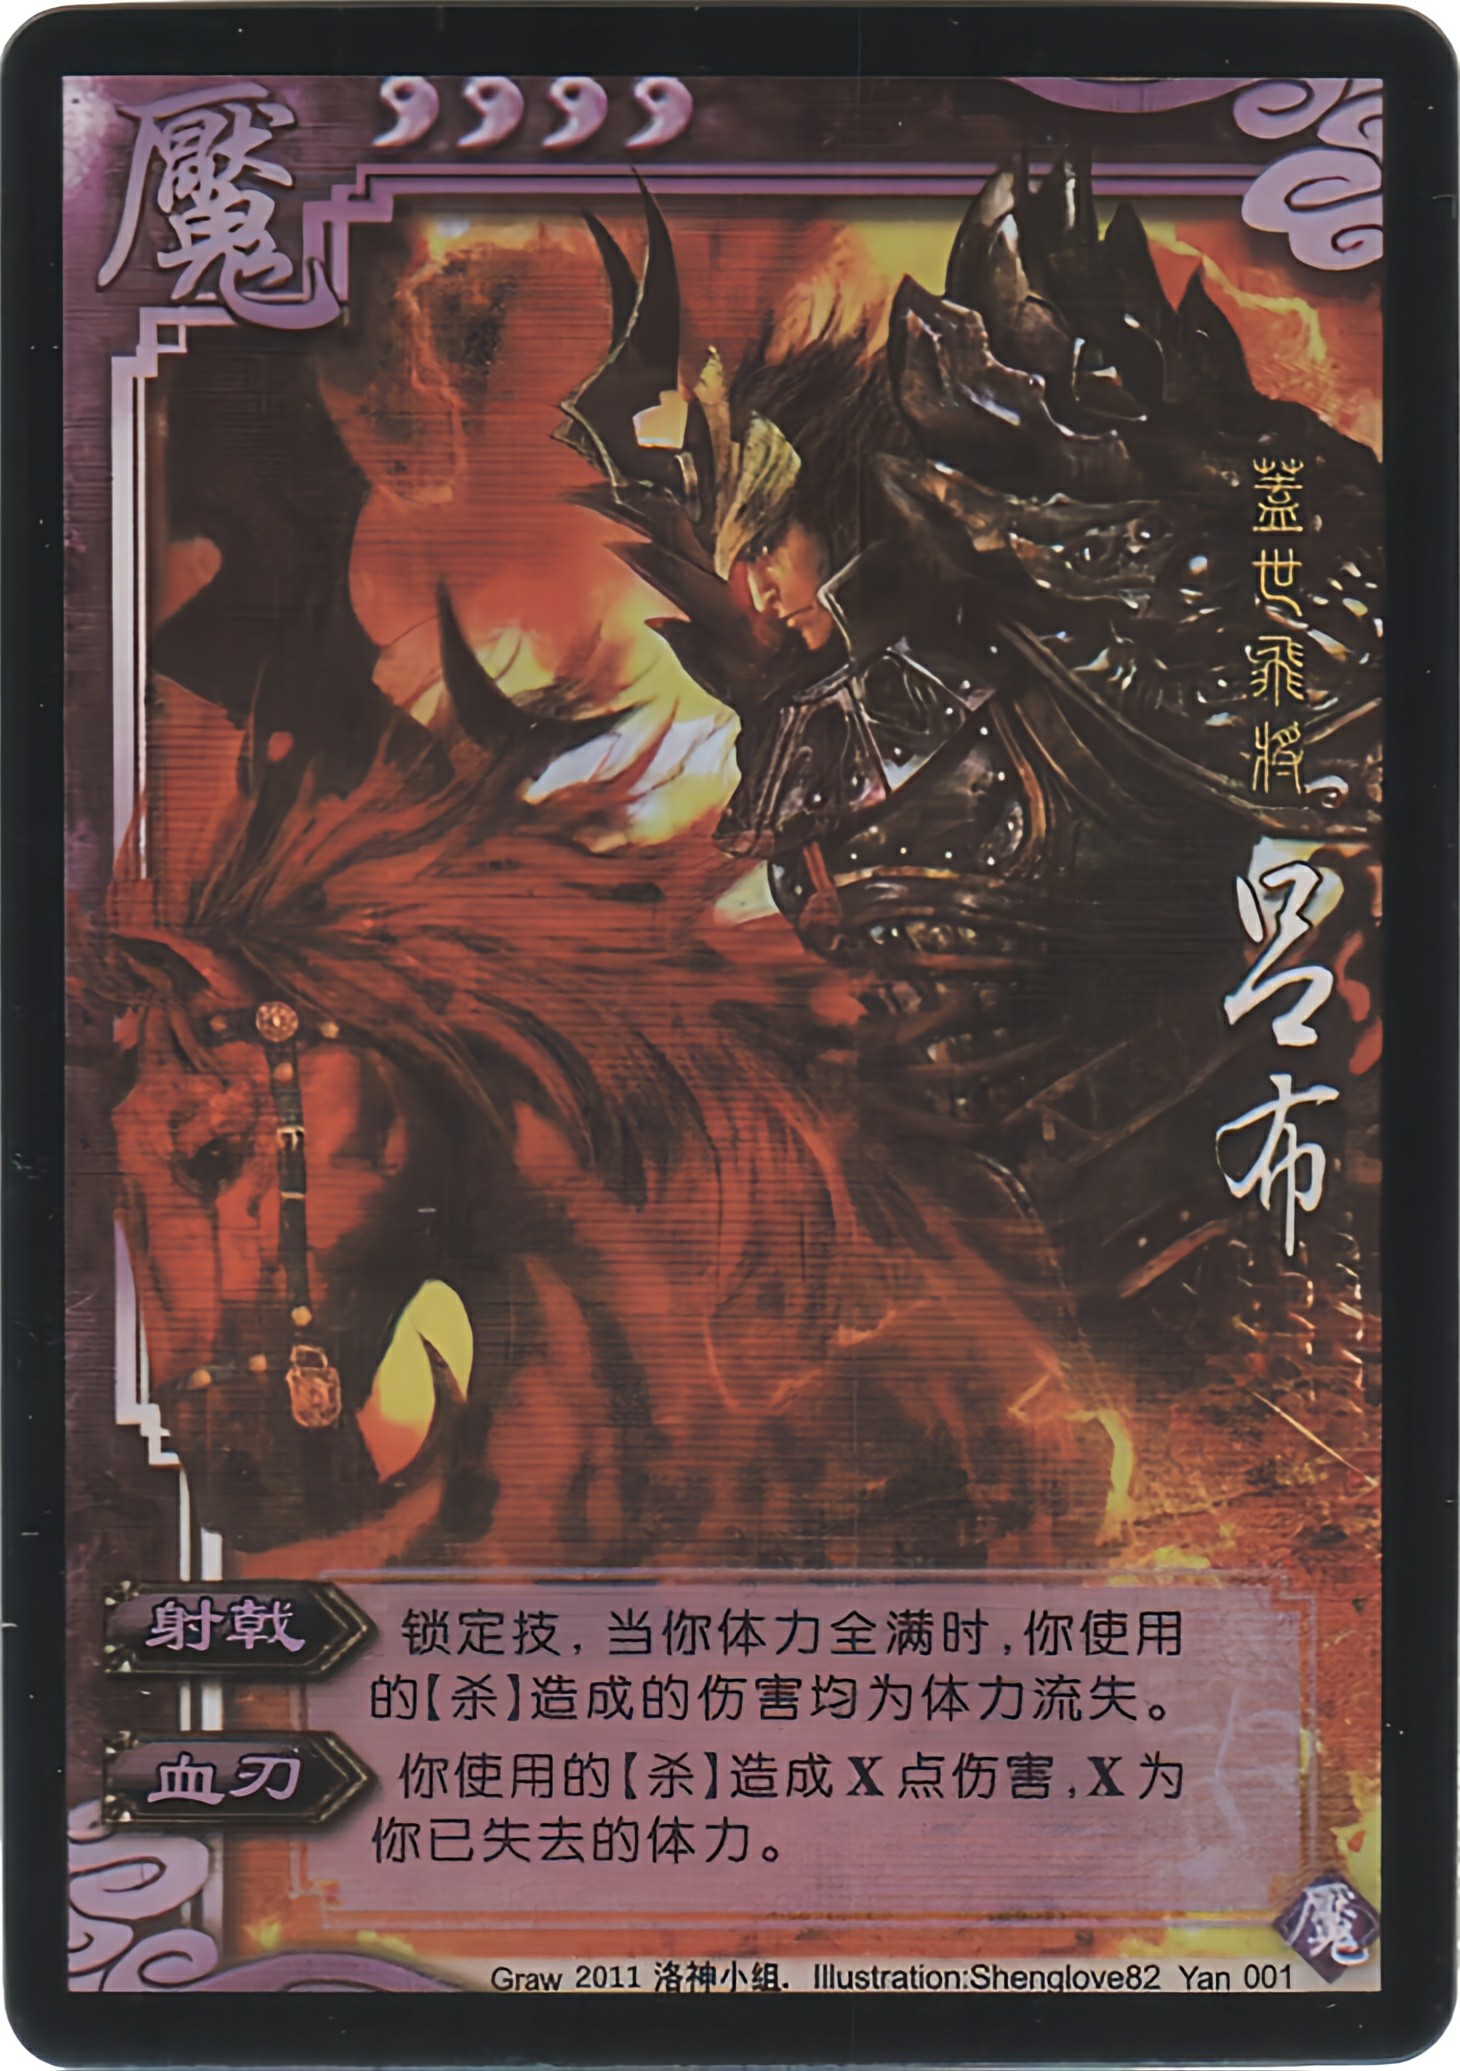 魘
蓋世飛將
呂布
射戟
锁定技，当你体力全满时，你使用
的【杀】造成的伤害均为体力流失。
血刃
你使用的【杀】造成X点伤害，X为
你已失去的体力。
魘
Graw 2011 洛神小组. Illustration:Shenglove82 Yan 001